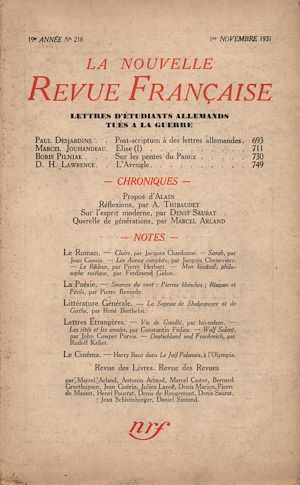 19e ANNÉE No 218 1er NOVEMBRE 1931
LA NOUVELLE
REVUE FRANÇAISE
LETTRES D'ÉTUDIANTS ALLEMANDS
TUÉS A LA GUERRE
PAUL DESJARDINS . . Post-scriptum à des lettres allemandes. 693
MARCEL JOUHANDEAU. Elise (I) . . . . . . . . 711
BORIS PILNIAK . . . Sur les pentes du Pamir . . . . . . 730
D. H. LAWRENCE. . . L'Aveugle . . . . . . . . 749
— CHRONIQUES —
Propos d'ALAIN
Réflexions, par A. THIBAUDET
Sur l'esprit moderne, par DENIS SAURAT
Querelle de générations, par MARCEL ARLAND
— NOTES —
Le Roman. — Claire, par Jacques Chardonne. — Sarah, par
Jean Cassou. — Les Aveux complets, par Jacques Chenevière.
— Le Rôdeur, par Pierre Herbart. — Mon
rustique, par Ferdinand Gidon.
La Poésie. — Sources du vent ; Pierres blanches ; Risques et
Périls, par Pierre Reverdy.
Littérature Générale. — La Sagesse de Shakespeare et de
Gœthe, par René Berthelot.
Lettres Étrangères. — Vie de Gandhi, par lui-même. —
Les cités et les années, par Constantin Fédine. — Wolf Solent,
par John Cowper Powys. — Deutschland und Frankreich, par
Rudolf Keller.
Le Cinéma. — Harry Baur dans Le Juif Polonais, à l'Olympia.
Revue des Livres. Revue des Revues
par Marcel Arland, Antonin Artaud, Marcel Caster, Bernard
Groethuysen, Jean Guérin, Julien Lanoë, Denis Marion, Pierre
de Massot, Henri Pourrat, Denis de Rougemont, Denis Saurat,
Jean Schlumberger, Daniel Simond.
nrf